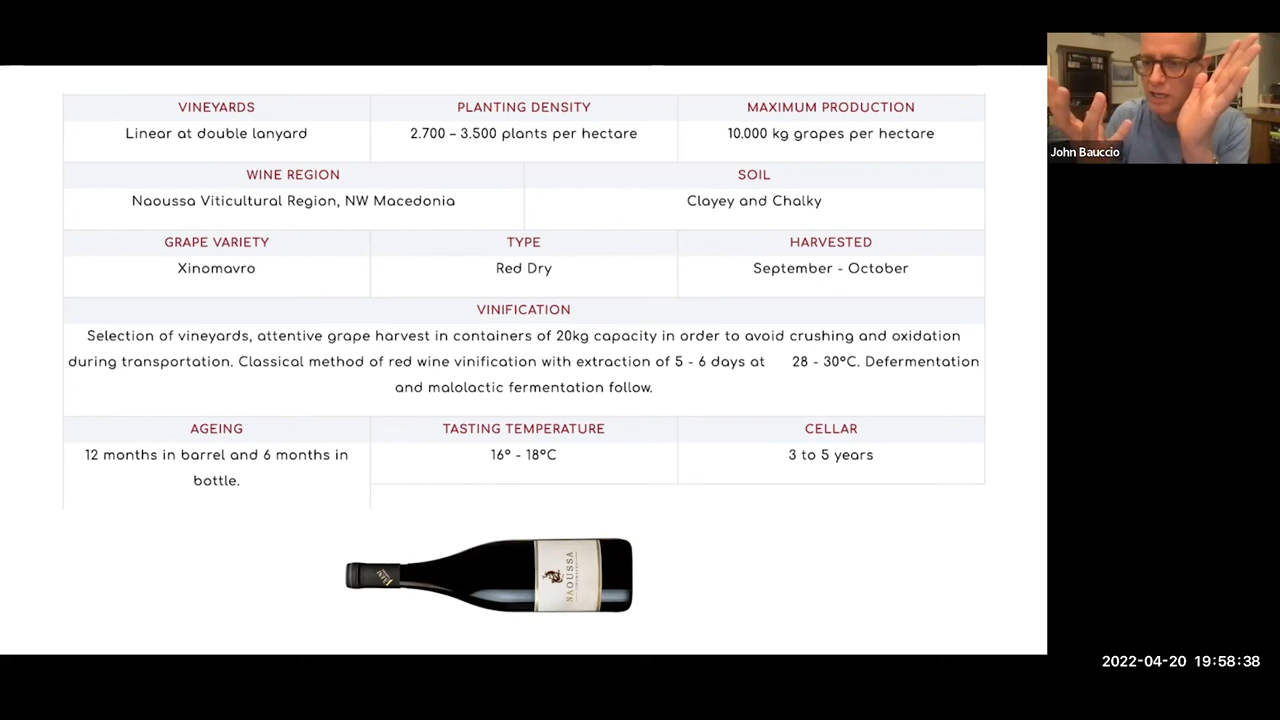 VINEYARDS
Linear at double lanyard
PLANTING DENSITY
2.700 – 3.500 plants per hectare
MAXIMUM PRODUCTION
10.000 kg grapes per hectare
WINE REGION
Naoussa Viticultural Region, NW Macedonia
SOIL
Clayey and Chalky
GRAPE VARIETY
Xinomavro
TYPE
Red Dry
HARVESTED
September - October
VINIFICATION
Selection of vineyards, attentive grape harvest in containers of 20kg capacity in order to avoid crushing and oxidation
during transportation. Classical method of red wine vinification with extraction of 5 - 6 days at 28 - 30°C. Defermentation
and malolactic fermentation follow.
AGEING
12 months in barrel and 6 months in
bottle.
TASTING TEMPERATURE
16° - 18°C
CELLAR
3 to 5 years
NAOUSSA
John Bauccio
2022-04-20 19:58:38